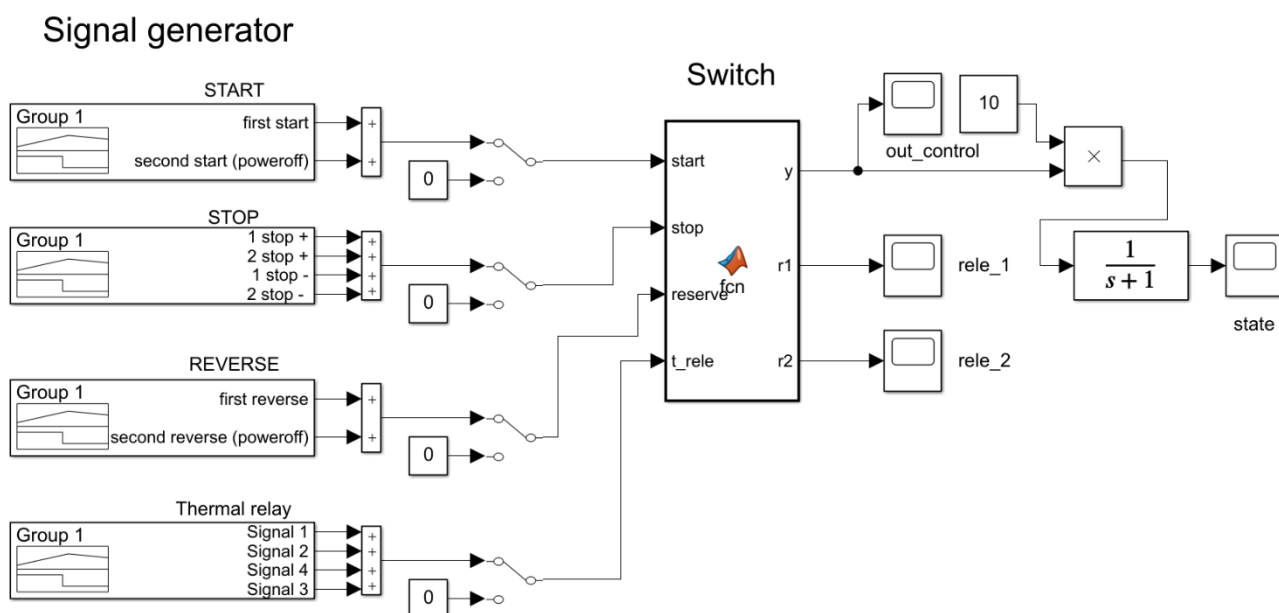 Signal generator
START
Group 1
first start
second start (poweroff)
+
+
0
STOP
Group 1
1 stop +
2 stop +
1 stop -
2 stop -
+
+
+
+
0
REVERSE
Group 1
first reverse
second reverse (poweroff)
+
+
0
Thermal relay
Group 1
Signal 1
Signal 2
Signal 4
Signal 3
+
+
+
+
0
Switch
start
stop
reserve
t_rele
fcn
y
r1
r2
out_control
10
×
rele_1
rele_2
1
s + 1
state